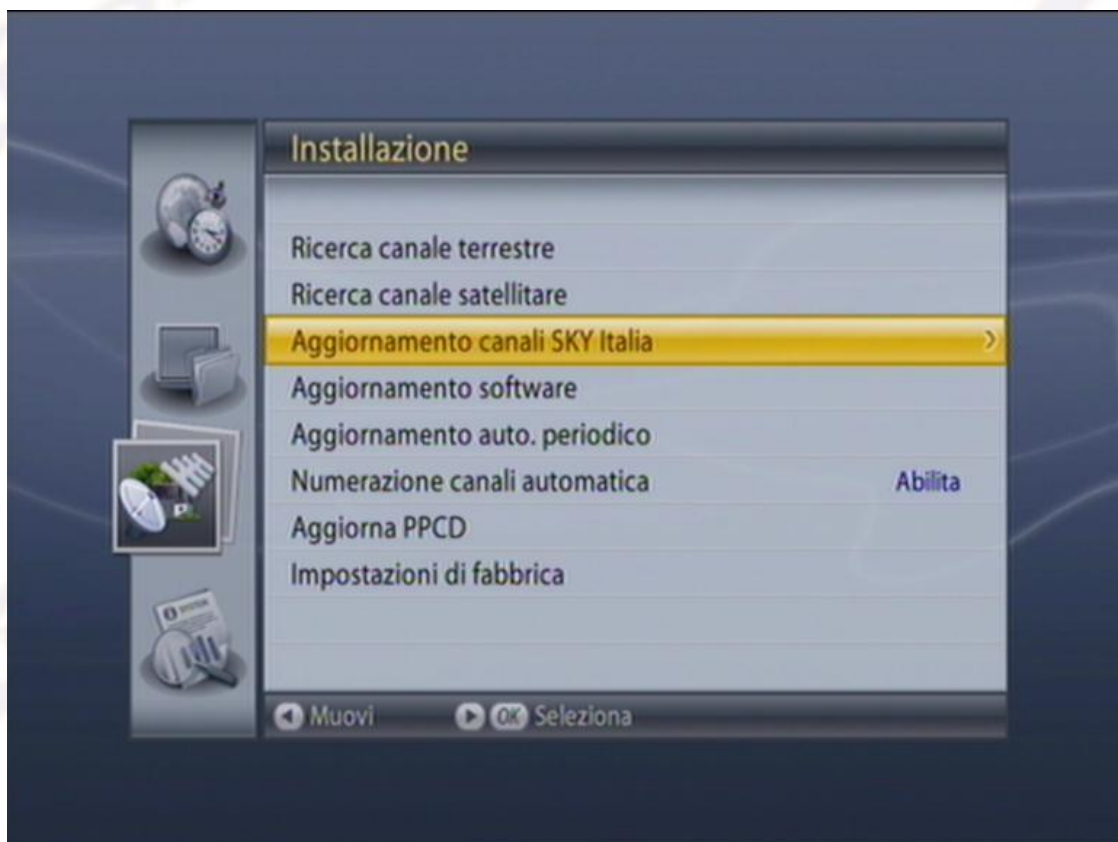 Installazione
Ricerca canale terrestre
Ricerca canale satellitare
Aggiornamento canali SKY Italia
Aggiornamento software
Aggiornamento auto. periodico
Numerazione canali automatica Abilita
Aggiorna PPCD
Impostazioni di fabbrica
SYSTEM
Muovi OK Seleziona